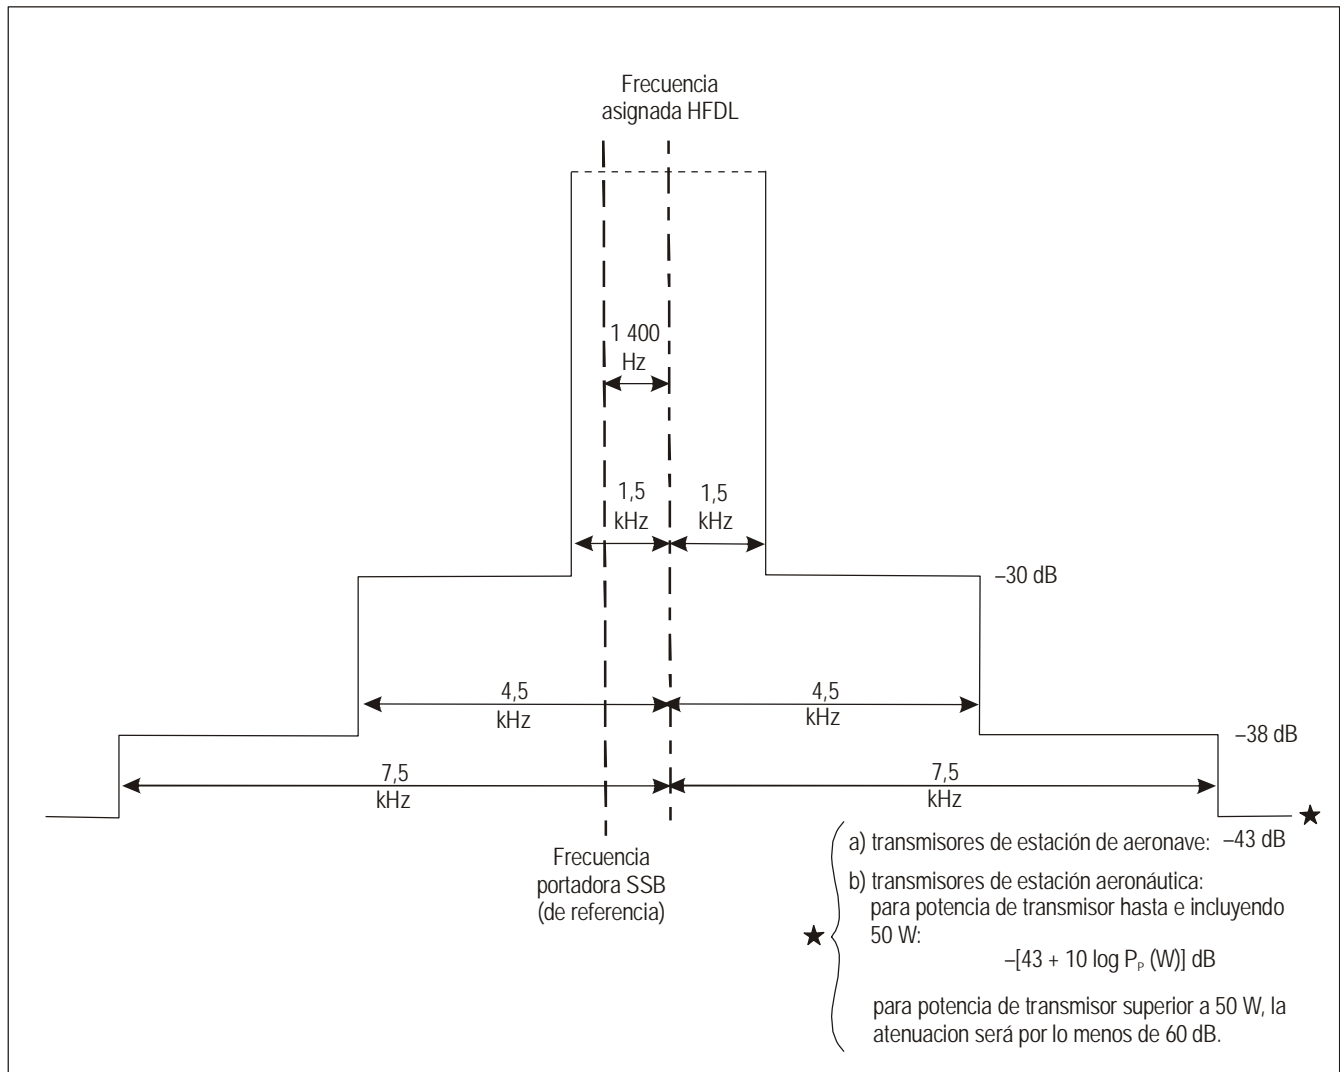 Frecuencia
asignada HFDL
1 400
Hz
1,5
kHz
1,5
kHz
–30 dB
4,5
kHz
4,5
kHz
–38 dB
7,5
kHz
7,5
kHz
★
Frecuencia
portadora SSB
(de referencia)
★
a) transmisores de estación de aeronave: –43 dB
b) transmisores de estación aeronáutica:
para potencia de transmisor hasta e incluyendo
50 W:
–[43 + 10 log Pₚ (W)] dB
para potencia de transmisor superior a 50 W, la
atenuacion será por lo menos de 60 dB.